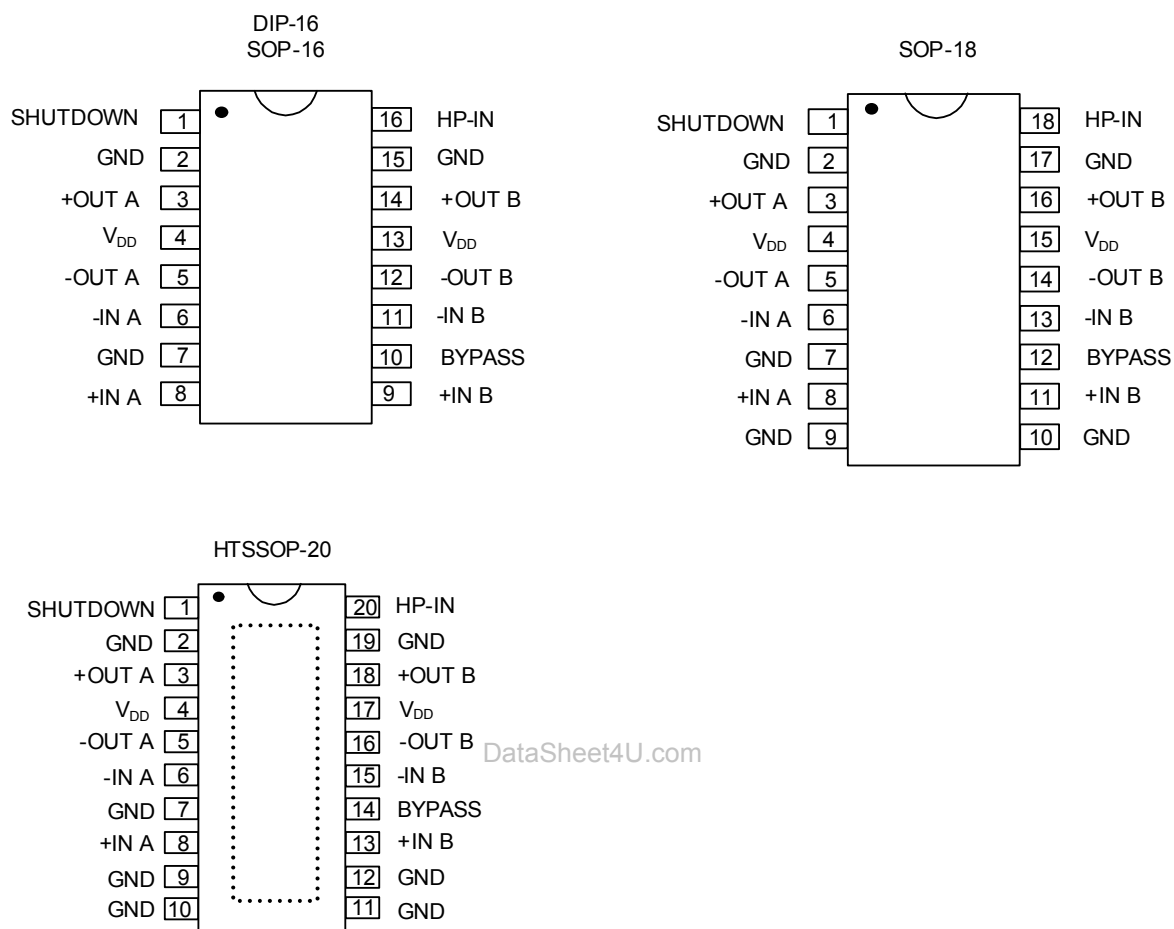 DIP-16
SOP-16
SHUTDOWN 1 16 HP-IN
GND 2 15 GND
+OUT A 3 14 +OUT B
VDD 4 13 VDD
-OUT A 5 12 -OUT B
-IN A 6 11 -IN B
GND 7 10 BYPASS
+IN A 8 9 +IN B
SOP-18
SHUTDOWN 1 18 HP-IN
GND 2 17 GND
+OUT A 3 16 +OUT B
VDD 4 15 VDD
-OUT A 5 14 -OUT B
-IN A 6 13 -IN B
GND 7 12 BYPASS
+IN A 8 11 +IN B
GND 9 10 GND
HTSSOP-20
SHUTDOWN 1 20 HP-IN
GND 2 19 GND
+OUT A 3 18 +OUT B
VDD 4 17 VDD
-OUT A 5 16 -OUT B
-IN A 6 15 -IN B
GND 7 14 BYPASS
+IN A 8 13 +IN B
GND 9 12 GND
GND 10 11 GND
DataSheet4U.com